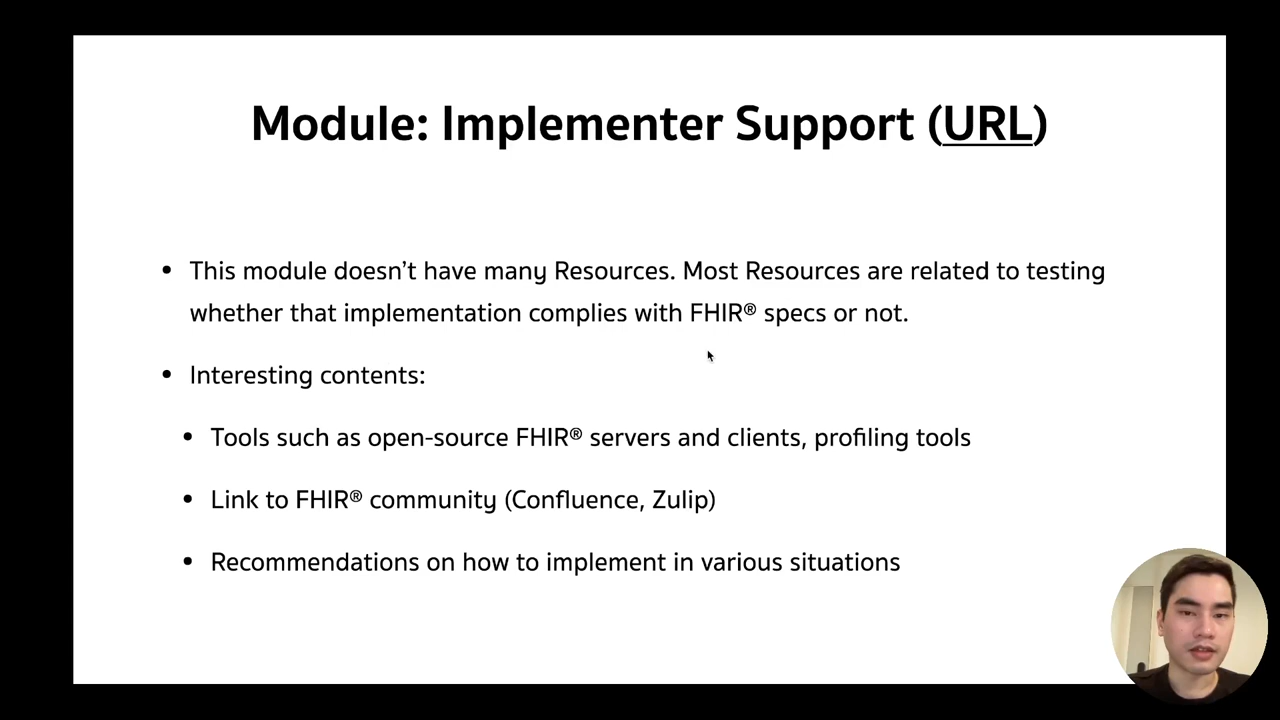 Module: Implementer Support (URL)
• This module doesn’t have many Resources. Most Resources are related to testing
whether that implementation complies with FHIR® specs or not.
• Interesting contents:
• Tools such as open-source FHIR® servers and clients, profiling tools
• Link to FHIR® community (Confluence, Zulip)
• Recommendations on how to implement in various situations